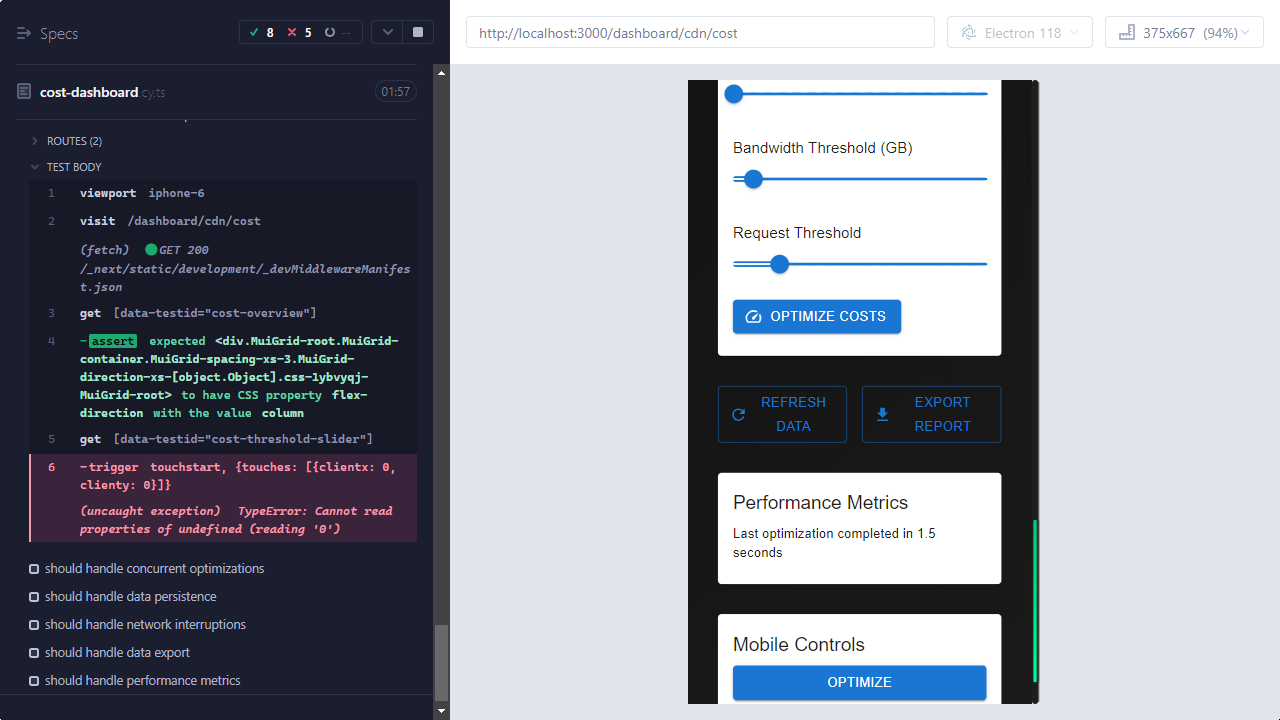 Specs
8 5 --
http://localhost:3000/dashboard/cdn/cost
Electron 118
375x667 (94%)
cost-dashboard.cy.ts
01:57
ROUTES (2)
TEST BODY
1 viewport iphone-6
2 visit /dashboard/cdn/cost
(fetch) GET 200
/_next/static/development/_devMiddlewareManifes
t.json
3 get [data-testid="cost-overview"]
4 -assert expected <div.MuiGrid-root.MuiGrid-
container.MuiGrid-spacing-xs-3.MuiGrid-
direction-xs-[object.Object].css-1ybvyqj-
MuiGrid-root> to have CSS property flex-
direction with the value column
5 get [data-testid="cost-threshold-slider"]
6 -trigger touchstart, {touches: [{clientx: 0,
clienty: 0}]}
(uncaught exception) TypeError: Cannot read
properties of undefined (reading '0')
should handle concurrent optimizations
should handle data persistence
should handle network interruptions
should handle data export
should handle performance metrics
Bandwidth Threshold (GB)
Request Threshold
OPTIMIZE COSTS
REFRESH
DATA
EXPORT
REPORT
Performance Metrics
Last optimization completed in 1.5
seconds
Mobile Controls
OPTIMIZE